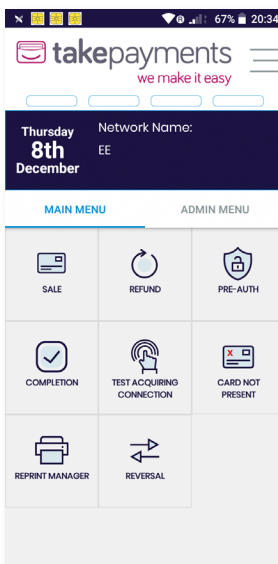 67% 20:34
takepayments
we make it easy
Thursday
8th
December
Network Name:
EE
MAIN MENU
ADMIN MENU
SALE
REFUND
PRE-AUTH
COMPLETION
TEST ACQUIRING
CONNECTION
CARD NOT
PRESENT
REPRINT MANAGER
REVERSAL